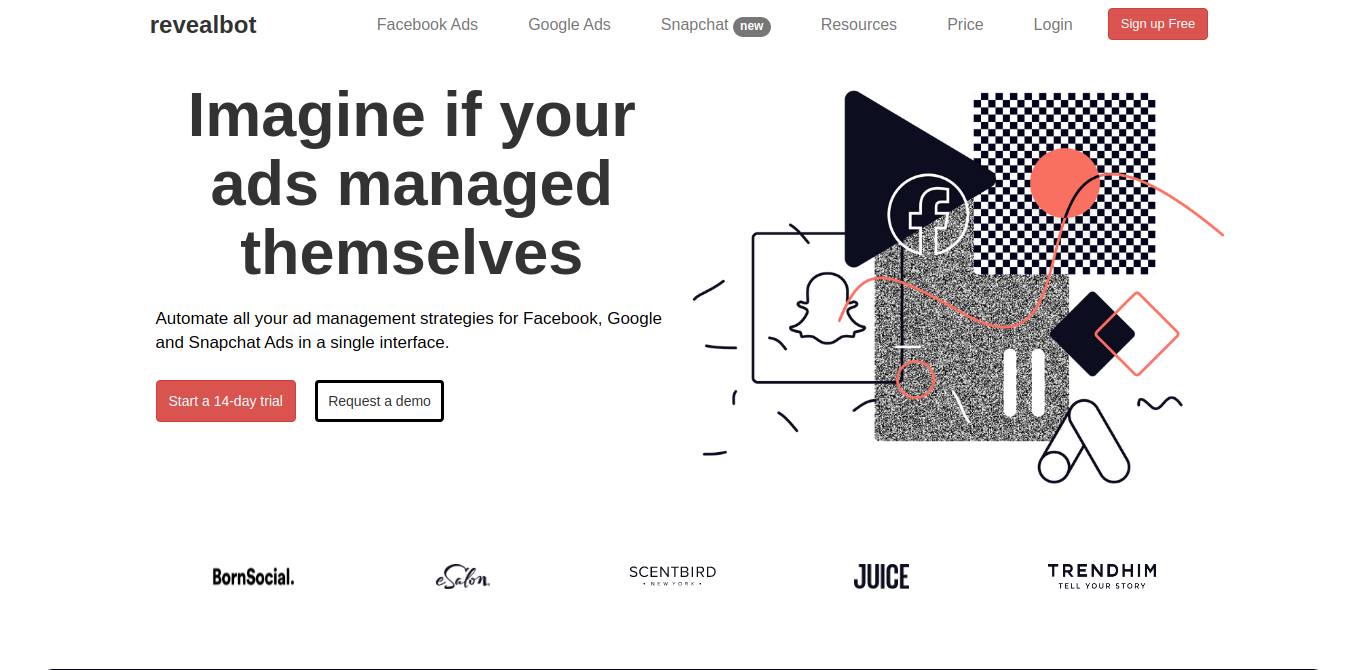 revealbot
Facebook Ads
Google Ads
Snapchat new
Resources
Price
Login
Sign up Free
Imagine if your
ads managed
themselves
Automate all your ad management strategies for Facebook, Google
and Snapchat Ads in a single interface.
Start a 14-day trial
Request a demo
BornSocial.
eSalon
SCENTBIRD
• NEW YORK •
JUICE
TRENDHIM
TELL YOUR STORY